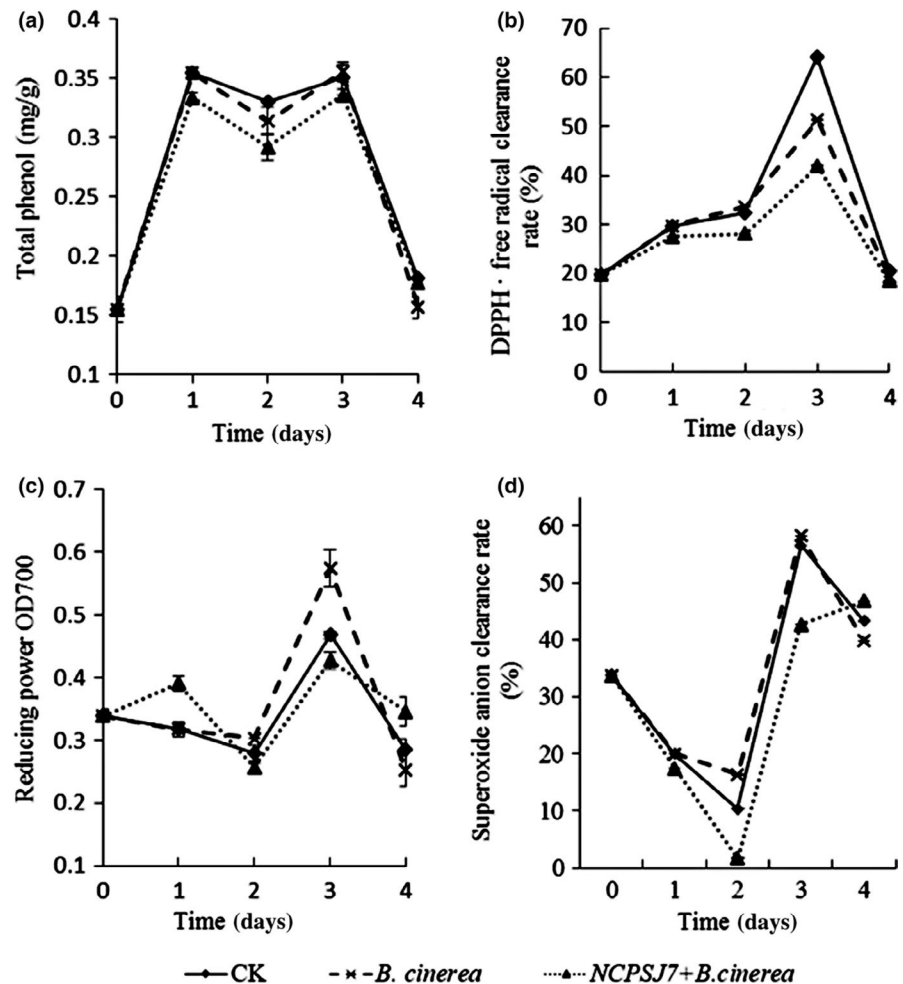 (a)
Total phenol (mg/g)
0.4
0.35
0.3
0.25
0.2
0.15
0.1
0 1 2 3 4
Time (days)
(b)
DPPH · free radical clearance
rate (%)
70
60
50
40
30
20
10
0
0 1 2 3 4
Time (days)
(c)
Reducing power OD700
0.7
0.6
0.5
0.4
0.3
0.2
0.1
0 1 2 3 4
Time (days)
(d)
Superoxide anion clearance rate
(%)
60
50
40
30
20
10
0
0 1 2 3 4
Time (days)
CK B. cinerea NCPSJ7+B.cinerea